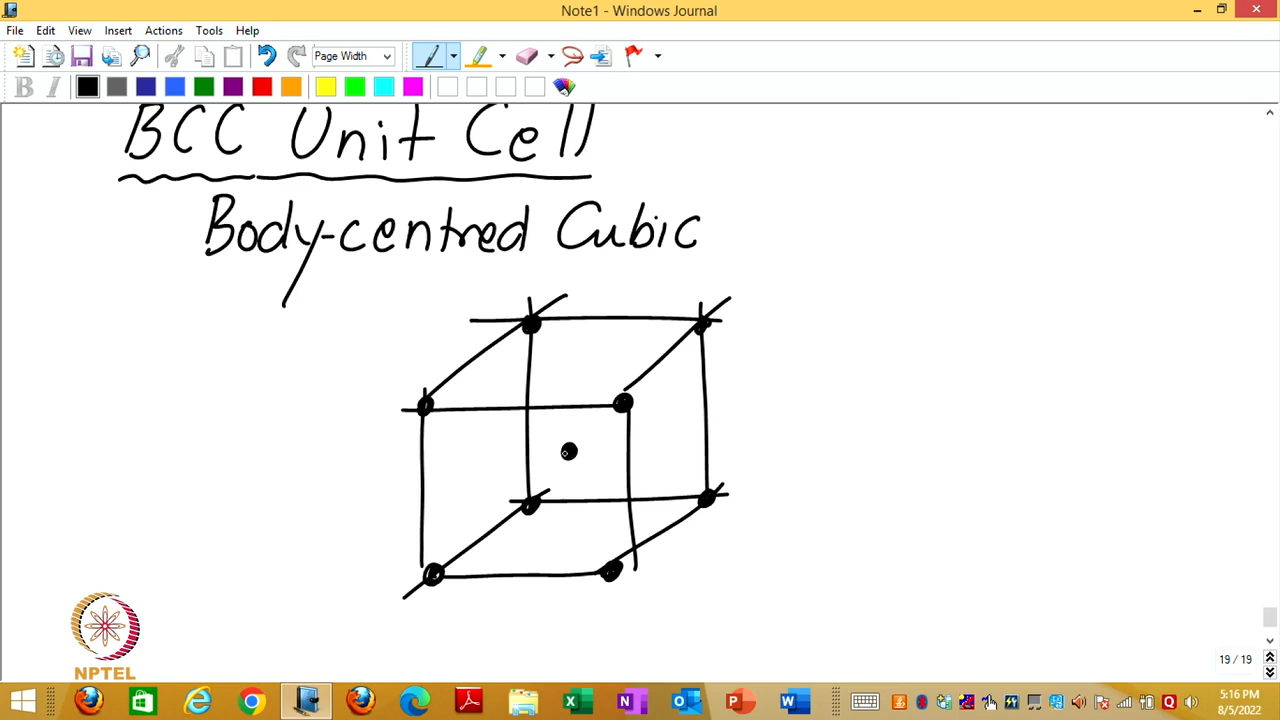 Note1 - Windows Journal
File Edit View Insert Actions Tools Help
Page Width
B I
BCC Unit Cell
Body-centred Cubic
NPTEL
19 / 19
5:16 PM
8/5/2022